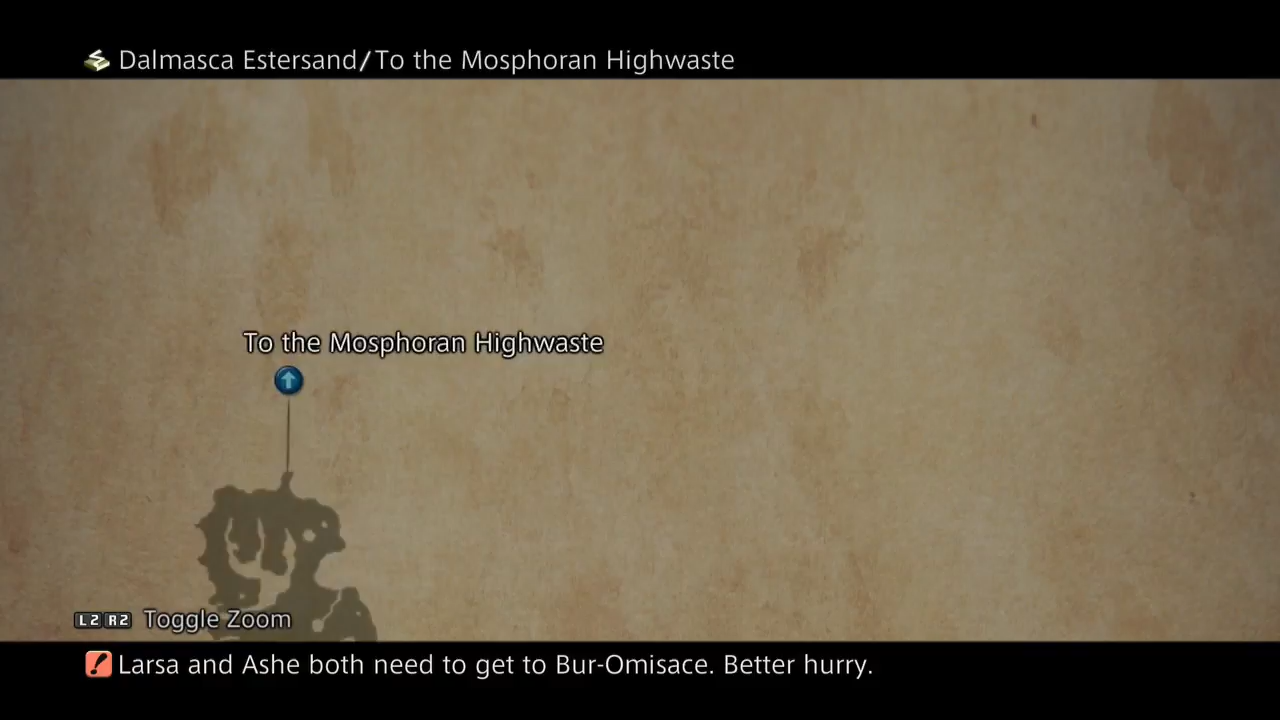 Dalmasca Estersand/To the Mosphoran Highwaste
To the Mosphoran Highwaste
L2 R2 Toggle Zoom
Larsa and Ashe both need to get to Bur-Omisace. Better hurry.